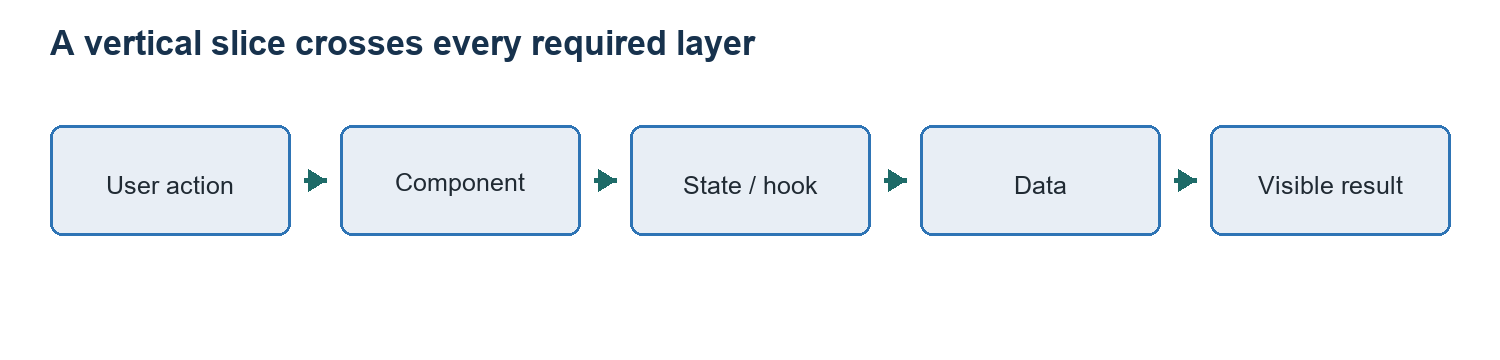 A vertical slice crosses every required layer
User action
Component
State / hook
Data
Visible result